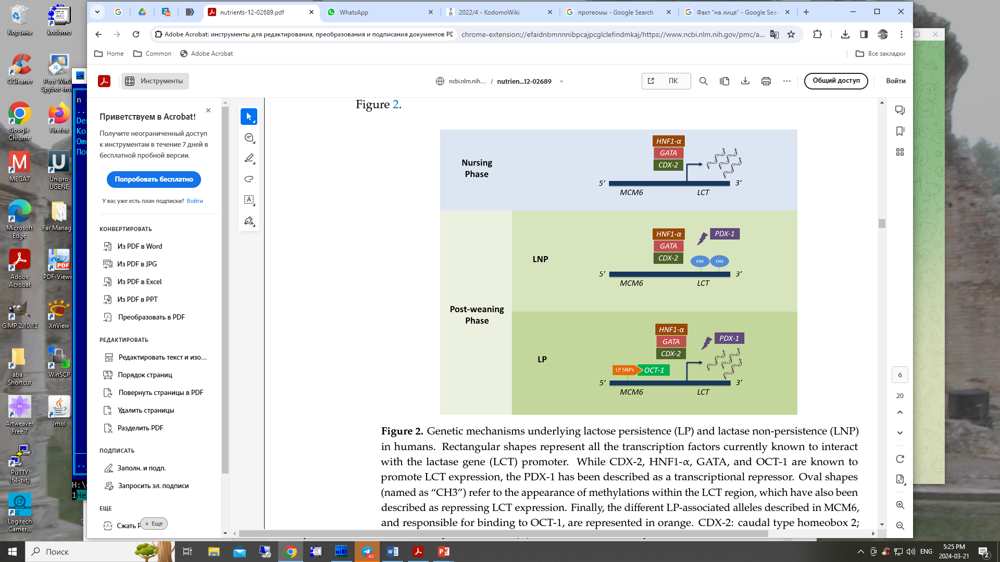 Корзина
kodomo
CCleaner
Post Win1
Spybot-inst
Google
Chrome
Firefox
MEGA7
Unipro
UGENE
Microsoft
Edge
Far Manag
Adobe
Acrobat
PDF-Viewe
GIMP 2.10.12
XnView
aba -
Shortcut
WinSCP
Artweaver
Free 7
Jmol
PuTTY
(64-bit)
Logitech
Camer...
nutrients-12-02689.pdf
WhatsApp
2022/4 - KodomoWiki
протеомы - Google Search
Факт "на лице" - Google Sea
Adobe Acrobat: инструменты для редактирования, преобразования и подписания документов PD
chrome-extension://efaidnbmnnnibpcajpcglclefindmkaj/https://www.ncbi.nlm.nih.gov/pmc/a...
Home
Common
Adobe Acrobat
Все закладки
Инструменты
ncbi.nlm.nih.... / nutrien...12-02689
ПК
Общий доступ
Войти
Приветствуем в Acrobat!
Получите неограниченный доступ
к инструментам в течение 7 дней в
бесплатной пробной версии.
Попробовать бесплатно
У вас уже есть план подписки? Войти
КОНВЕРТИРОВАТЬ
Из PDF в Word
Из PDF в JPG
Из PDF в Excel
Из PDF в PPT
Преобразовать в PDF
РЕДАКТИРОВАТЬ
Редактировать текст и изо...
Порядок страниц
Повернуть страницы в PDF
Удалить страницы
Разделить PDF
ПОДПИСАТЬ
Заполн. и подп.
Запросить эл. подписи
ЕЩЕ
Сжать P
Еще
Figure 2.
Nursing
Phase
HNF1-α
GATA
CDX-2
5’
3’
MCM6
LCT
Post-weaning
Phase
LNP
HNF1-α
GATA
CDX-2
PDX-1
CH3
CH3
5’
3’
MCM6
LCT
LP
HNF1-α
GATA
CDX-2
PDX-1
LP SNPs
OCT-1
5’
3’
MCM6
LCT
Figure 2. Genetic mechanisms underlying lactose persistence (LP) and lactase non-persistence (LNP)
in humans. Rectangular shapes represent all the transcription factors currently known to interact
with the lactase gene (LCT) promoter. While CDX-2, HNF1-α, GATA, and OCT-1 are known to
promote LCT expression, the PDX-1 has been described as a transcriptional repressor. Oval shapes
(named as “CH3”) refer to the appearance of methylations within the LCT region, which have also been
described as repressing LCT expression. Finally, the different LP-associated alleles described in MCM6,
and responsible for binding to OCT-1, are represented in orange. CDX-2: caudal type homeobox 2;
6
20
Поиск
60
ENG
5:25 PM
2024-03-21
2